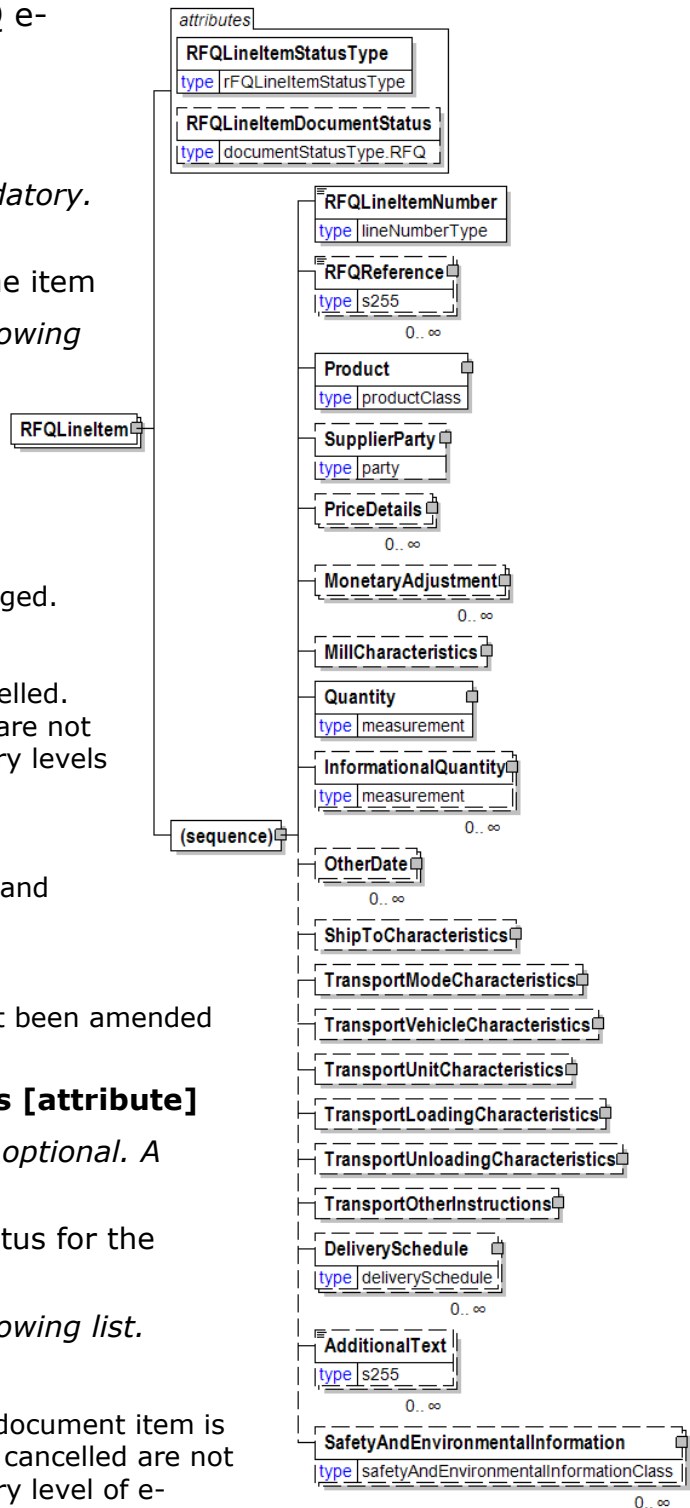 Q e-
datory.
e item
owing
ged.
elled.
are not
ry levels
and
t been amended
s [attribute]
optional. A
tus for the
owing list.
document item is
cancelled are not
ry level of e-
RFQLineItem
attributes
RFQLineItemStatusType
type rFQLineItemStatusType
RFQLineItemDocumentStatus
type documentStatusType.RFQ
(sequence)
RFQLineItemNumber
type lineNumberType
RFQReference
type s255
0.. ∞
Product
type productClass
SupplierParty
type party
PriceDetails
0.. ∞
MonetaryAdjustment
0.. ∞
MillCharacteristics
Quantity
type measurement
InformationalQuantity
type measurement
0.. ∞
OtherDate
0.. ∞
ShipToCharacteristics
TransportModeCharacteristics
TransportVehicleCharacteristics
TransportUnitCharacteristics
TransportLoadingCharacteristics
TransportUnloadingCharacteristics
TransportOtherInstructions
DeliverySchedule
type deliverySchedule
0.. ∞
AdditionalText
type s255
0.. ∞
SafetyAndEnvironmentalInformation
type safetyAndEnvironmentalInformationClass
0.. ∞